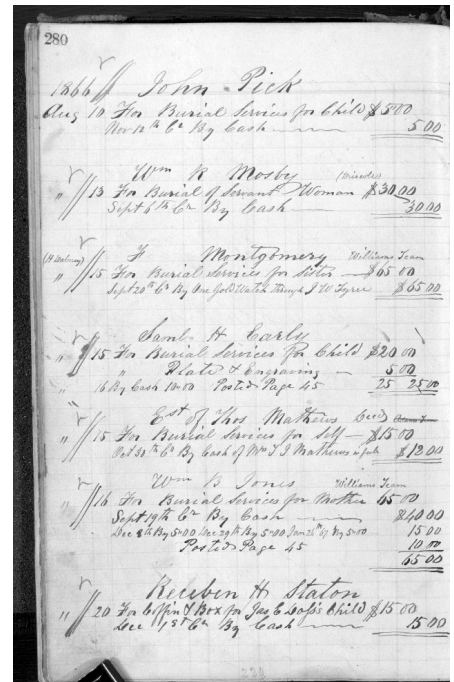 280
1866 John Pick
Aug 10 For Burial Services for Child $5 00
Nov 12th Cr By Cash 5 00
Wm R Mosby
" 13 For Burial of Servant Woman $30.00
Sept 6th Cr By Cash 30 00
Montgomery Williams Team
" 15 For Burial Services for Sister $65 00
Sept 20th Cr By One Gold Watch through J W Tyree $65 00
Saml H Early
" 15 For Burial Services for Child $20 00
" Plate & Engraving 5 00
" 16 By Cash 10.00 Posted Page 45 25 25 00
Est of Thos Mathews Decd
" 15 For Burial Services for Self $15 00
Oct 30th Cr By Cash of Mrs T J Mathews in full $12 00
Wm B Jones Williams Team
" 16 For Burial Services for Mother 65 00
Sept 19th Cr By Cash $40 00
Dec 8th By 5.00 Dec 29th By 5.00 Jan 26th 67 By 5.00 15 00
Posted Page 45 10 00
65 00
Reuben H Staton
" 20 For Coffin & Box for Jas C Child $15 00
Dec 1st Cr By Cash 15 00